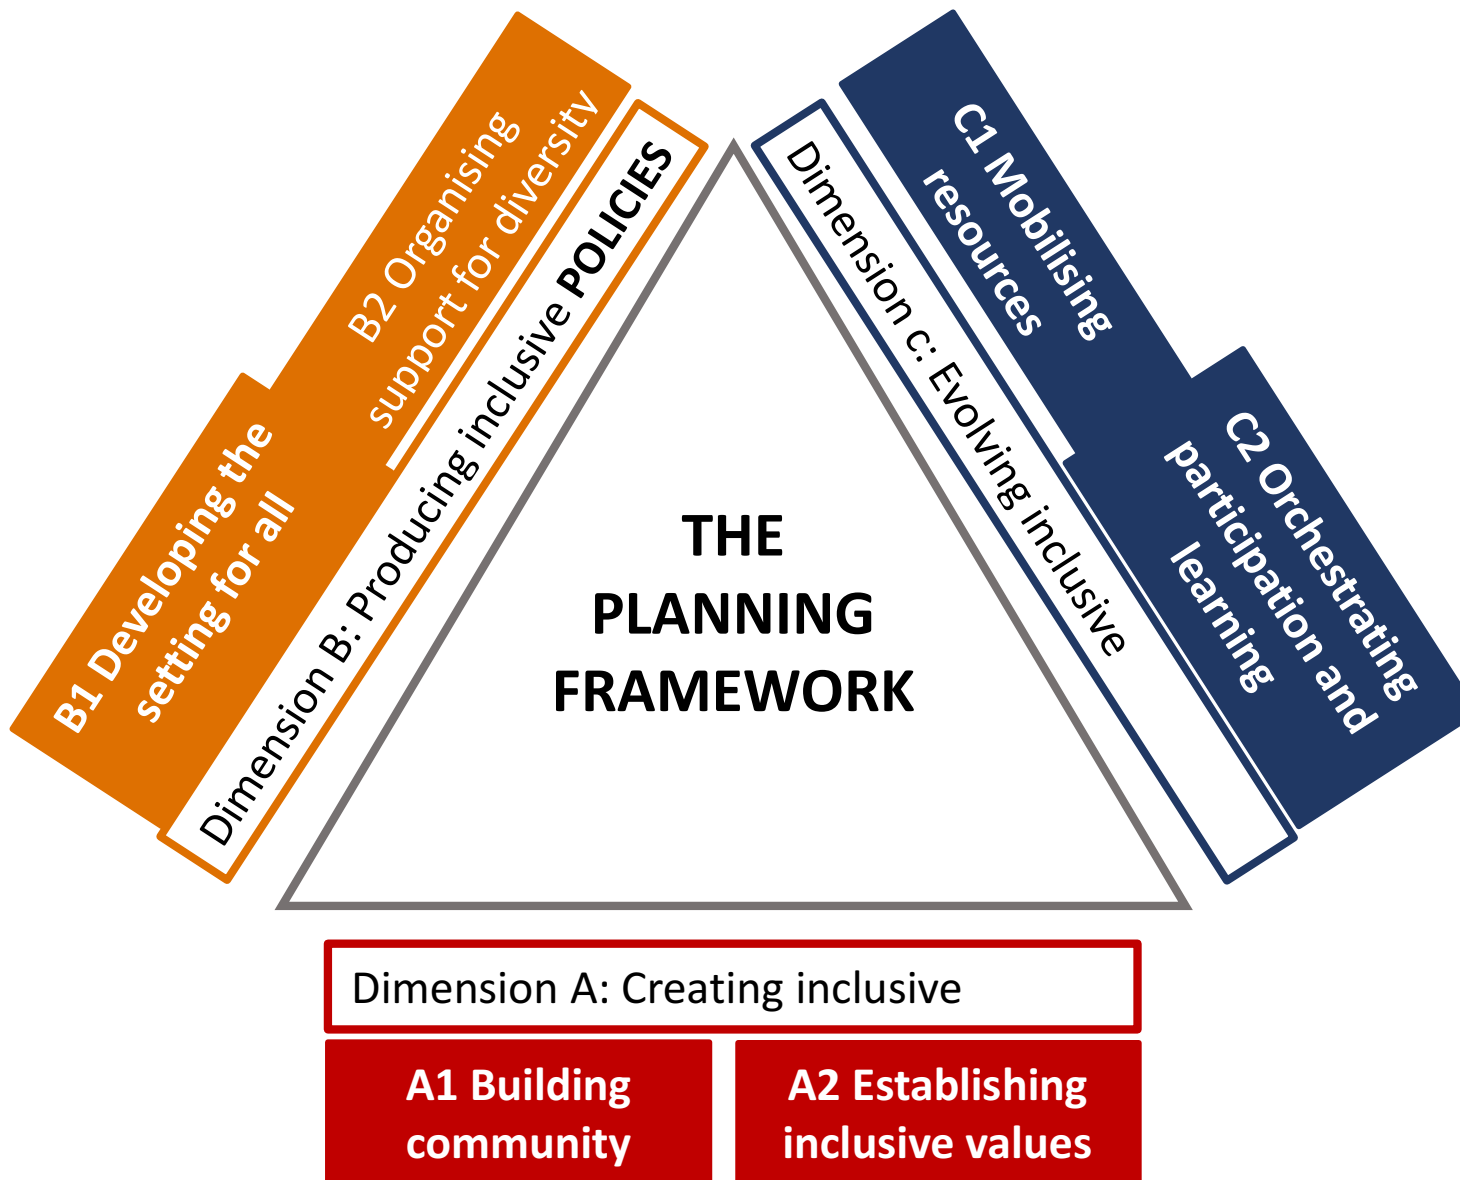 B2 Organising
support for diversity
B1 Developing the
setting for all
Dimension B: Producing inclusive POLICIES
C1 Mobilising
resources
C2 Orchestrating
participation and
learning
Dimension c: Evolving inclusive
THE
PLANNING
FRAMEWORK
Dimension A: Creating inclusive
A1 Building
community
A2 Establishing
inclusive values